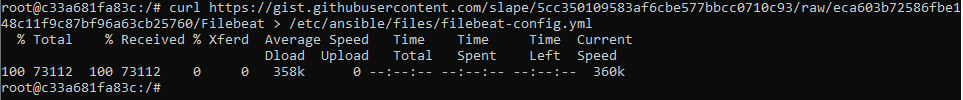 root@c33a681fa83c:/# curl https://gist.githubusercontent.com/slape/5cc350109583af6cbe577bbcc0710c93/raw/eca603b72586fbe1
48c11f9c87bf96a63cb25760/Filebeat > /etc/ansible/files/filebeat-config.yml
% Total % Received % Xferd Average Speed Time Time Time Current
Dload Upload Total Spent Left Speed
100 73112 100 73112 0 0 358k 0 --:--:-- --:--:-- --:--:-- 360k
root@c33a681fa83c:/#